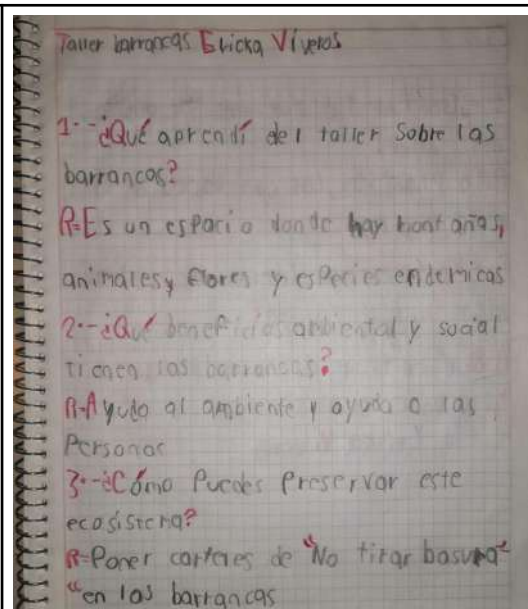 Taller barrancas Ericka Viveros
1.-¿Qué aprendí del taller sobre las
barrancas?
R=Es un espacio donde hay montañas,
animales y flores y especies endemicas
2.-¿Qué beneficios ambiental y social
tienen las barrancas?
R=Ayuda al ambiente y ayuda a las
Personas
3.-¿Cómo Puedes Preservar este
ecosistema?
R=Poner carteles de "No tirar basura"
"en las barrancas